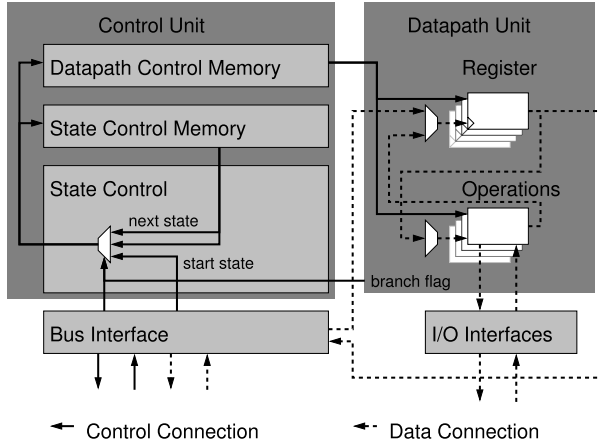 Control Unit
Datapath Unit
Datapath Control Memory
Register
State Control Memory
State Control
Operations
next state
start state
branch flag
Bus Interface
I/O Interfaces
Control Connection
Data Connection